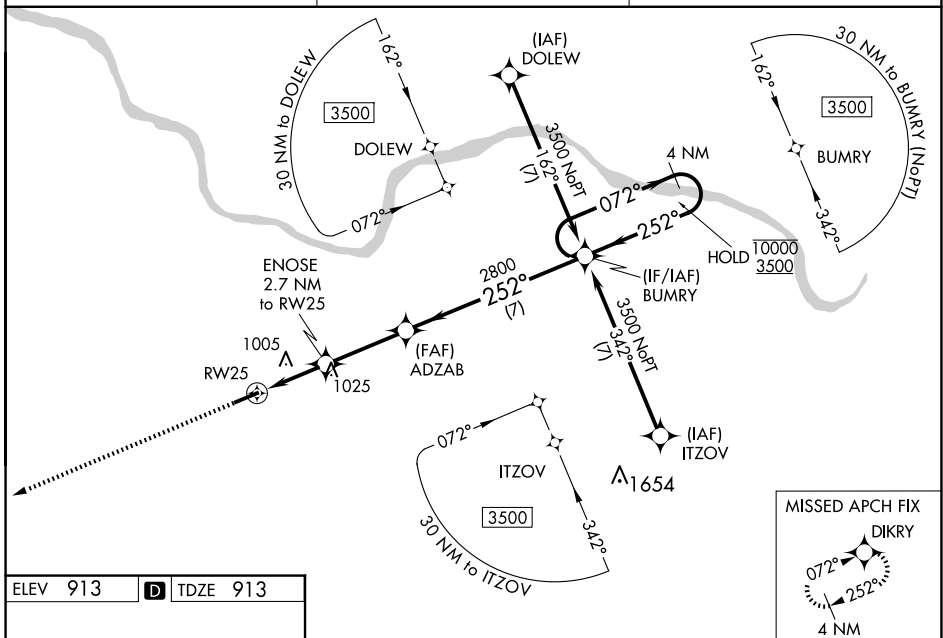 30 NM to DOLEW
162°
3500
DOLEW
072°
(IAF)
DOLEW
3500 NoPT
162°
(7)
4 NM
072°
252°
HOLD 10000
3500
30 NM to BUMRY (NoPT)
162°
3500
BUMRY
342°
(IF/IAF)
BUMRY
2800
252°
(7)
ENOSE
2.7 NM
to RW25
(FAF)
ADZAB
1005
1025
RW25
3500 NoPT
342°
(7)
(IAF)
ITZOV
1654
072°
ITZOV
3500
342°
30 NM to ITZOV
MISSED APCH FIX
DIKRY
072°
252°
4 NM
ELEV 913 D TDZE 913